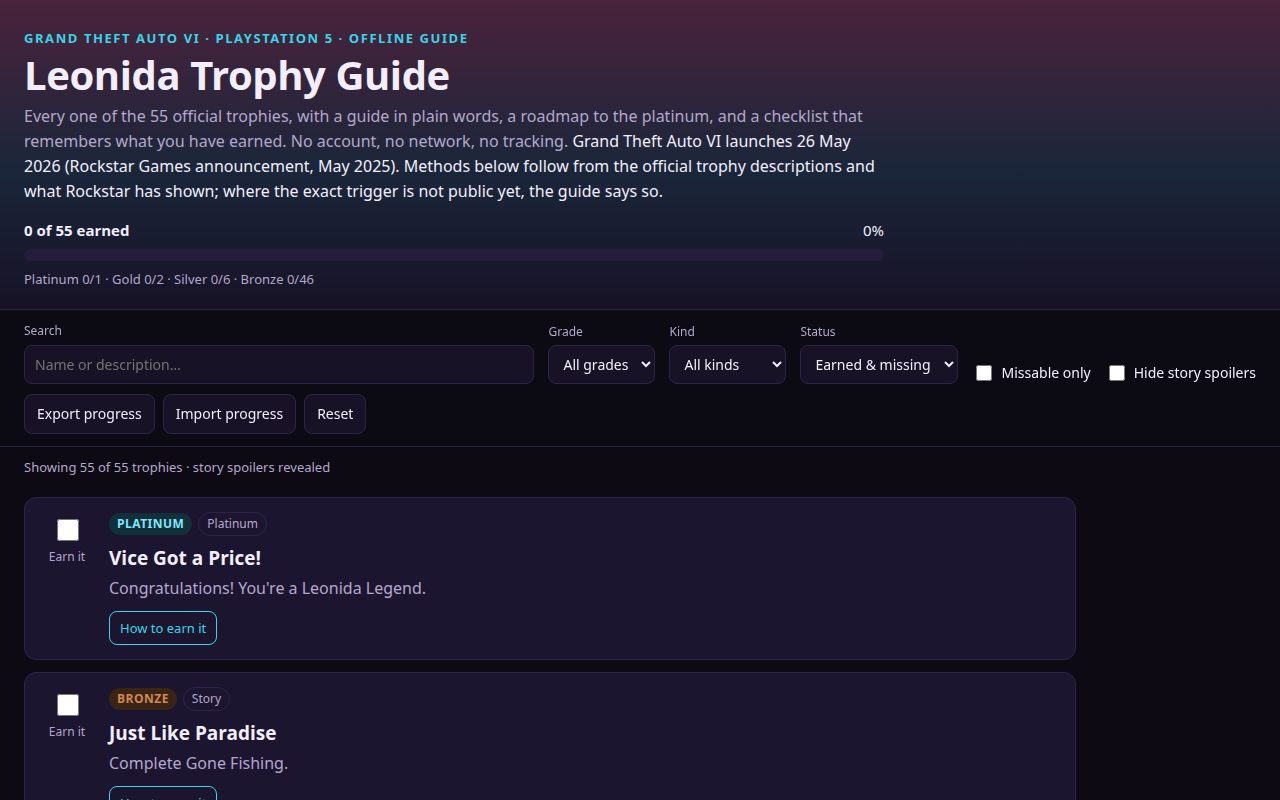 GRAND THEFT AUTO VI · PLAYSTATION 5 · OFFLINE GUIDE
Leonida Trophy Guide
Every one of the 55 official trophies, with a guide in plain words, a roadmap to the platinum, and a checklist that
remembers what you have earned. No account, no network, no tracking. Grand Theft Auto VI launches 26 May
2026 (Rockstar Games announcement, May 2025). Methods below follow from the official trophy descriptions and
what Rockstar has shown; where the exact trigger is not public yet, the guide says so.
0 of 55 earned 0%
Platinum 0/1 · Gold 0/2 · Silver 0/6 · Bronze 0/46
Search Grade Kind Status
Name or description… All grades All kinds Earned & missing Missable only Hide story spoilers
Export progress Import progress Reset
Showing 55 of 55 trophies · story spoilers revealed
PLATINUM Platinum
Earn it
Vice Got a Price!
Congratulations! You're a Leonida Legend.
How to earn it
BRONZE Story
Earn it
Just Like Paradise
Complete Gone Fishing.